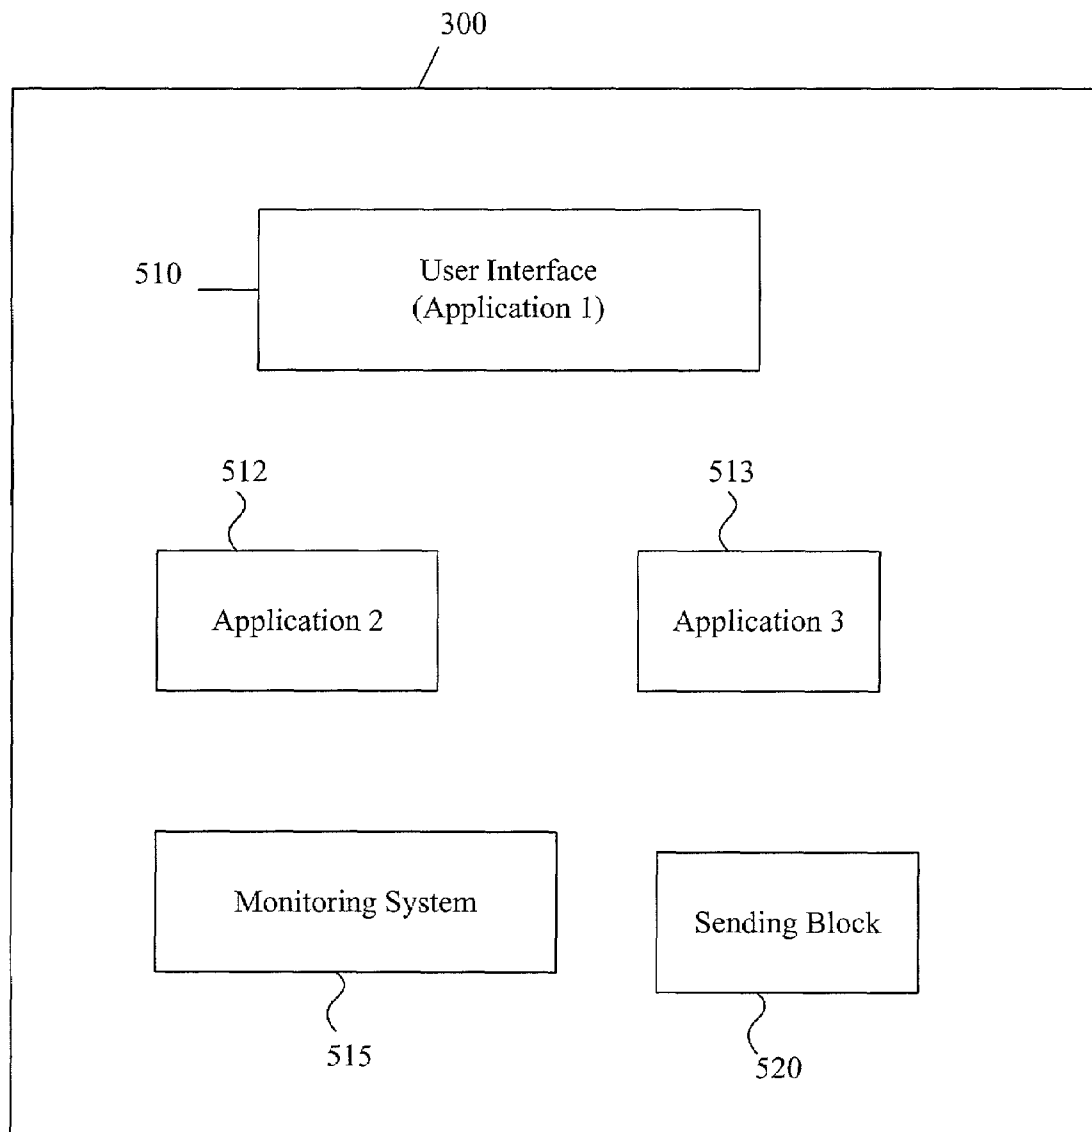 300
510
User Interface
(Application 1)
512
513
Application 2
Application 3
Monitoring System
Sending Block
515
520